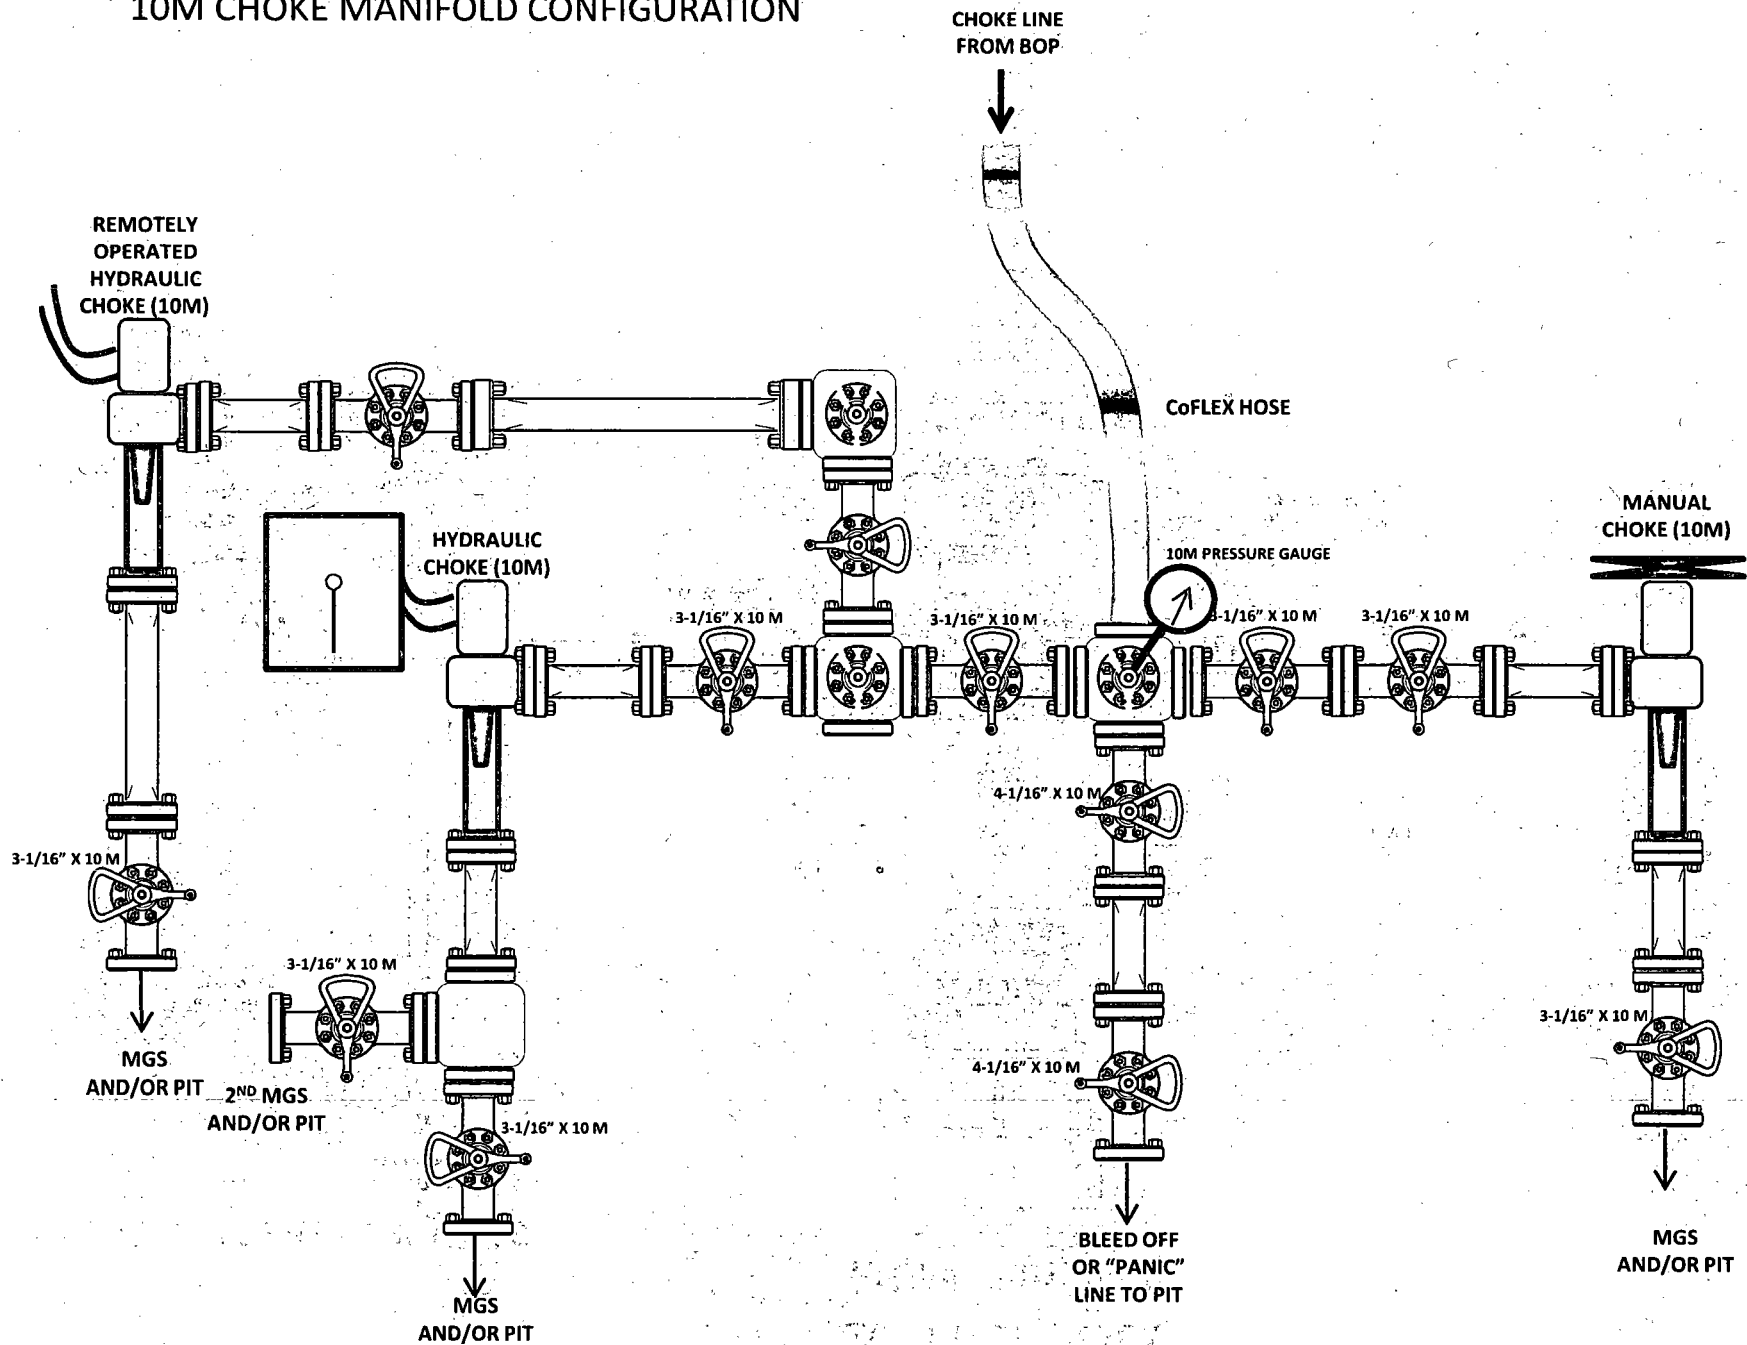 10M CHOKE MANIFOLD CONFIGURATION
CHOKE LINE
FROM BOP
REMOTELY
OPERATED
HYDRAULIC
CHOKE (10M)
CoFLEX HOSE
MANUAL
CHOKE (10M)
HYDRAULIC
CHOKE (10M)
10M PRESSURE GAUGE
3-1/16" X 10 M
3-1/16" X 10 M
3-1/16" X 10 M
3-1/16" X 10 M
4-1/16" X 10 M
3-1/16" X 10 M
3-1/16" X 10 M
3-1/16" X 10 M
4-1/16" X 10 M
MGS
AND/OR PIT
2ND MGS
AND/OR PIT
3-1/16" X 10 M
BLEED OFF
OR "PANIC"
LINE TO PIT
MGS
AND/OR PIT
MGS
AND/OR PIT